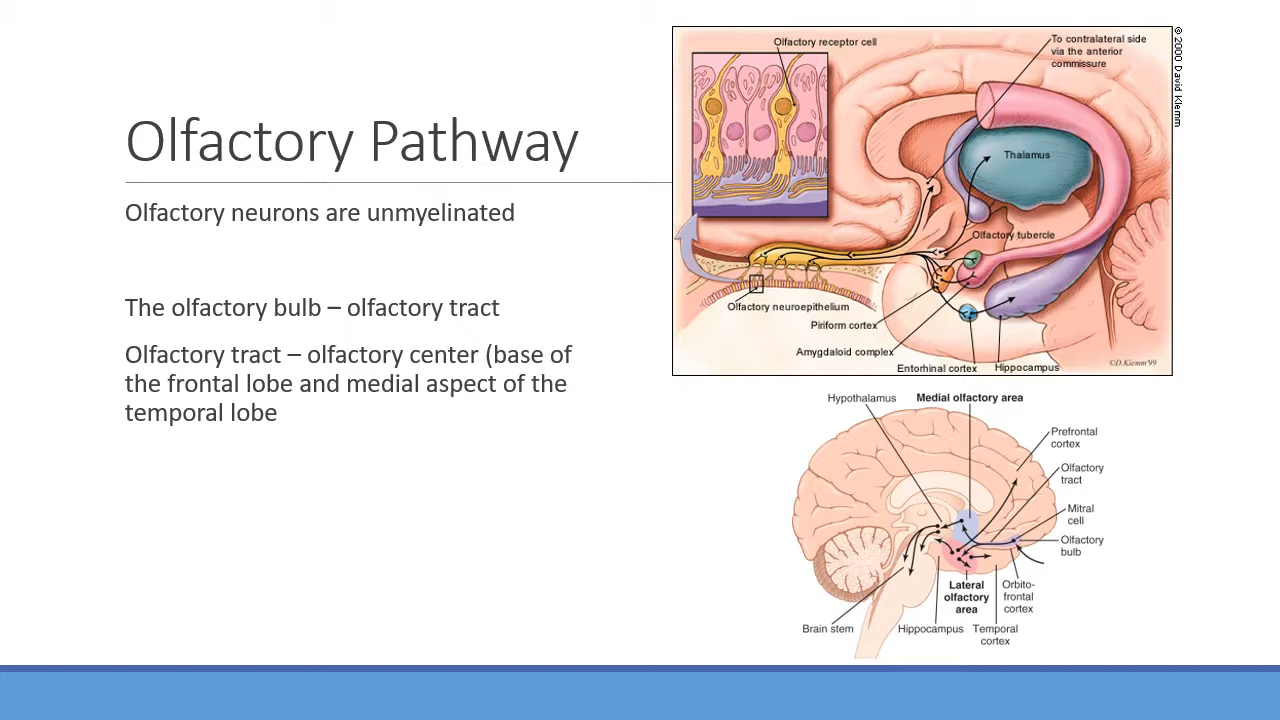 Olfactory Pathway
Olfactory neurons are unmyelinated
The olfactory bulb – olfactory tract
Olfactory tract – olfactory center (base of
the frontal lobe and medial aspect of the
temporal lobe
Olfactory receptor cell
To contralateral side
via the anterior
commissure
© 2000 David Klemm
Thalamus
Olfactory tubercle
Olfactory neuroepithelium
Piriform cortex
Amygdaloid complex
Entorhinal cortex
Hippocampus
©D.Klemm'99
Hypothalamus
Medial olfactory area
Prefrontal
cortex
Olfactory
tract
Mitral
cell
Olfactory
bulb
Lateral
olfactory
area
Orbito-
frontal
cortex
Brain stem
Hippocampus
Temporal
cortex